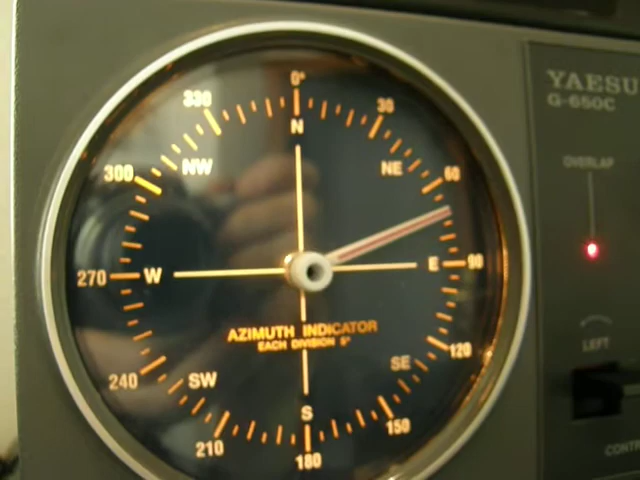 0°
330
30
N
NW
NE
300
60
270
W
E
90
AZIMUTH INDICATOR
EACH DIVISION 5°
240
SW
SE
120
S
210
150
180
YAESU
G-650C
OVERLAP
LEFT